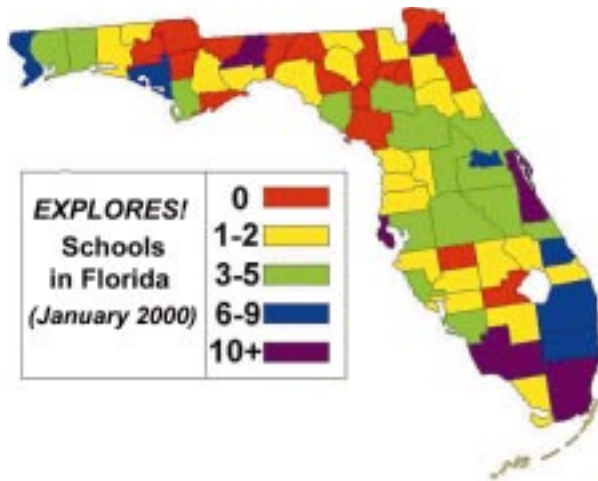 EXPLORES!
Schools
in Florida
(January 2000)
0
1-2
3-5
6-9
10+